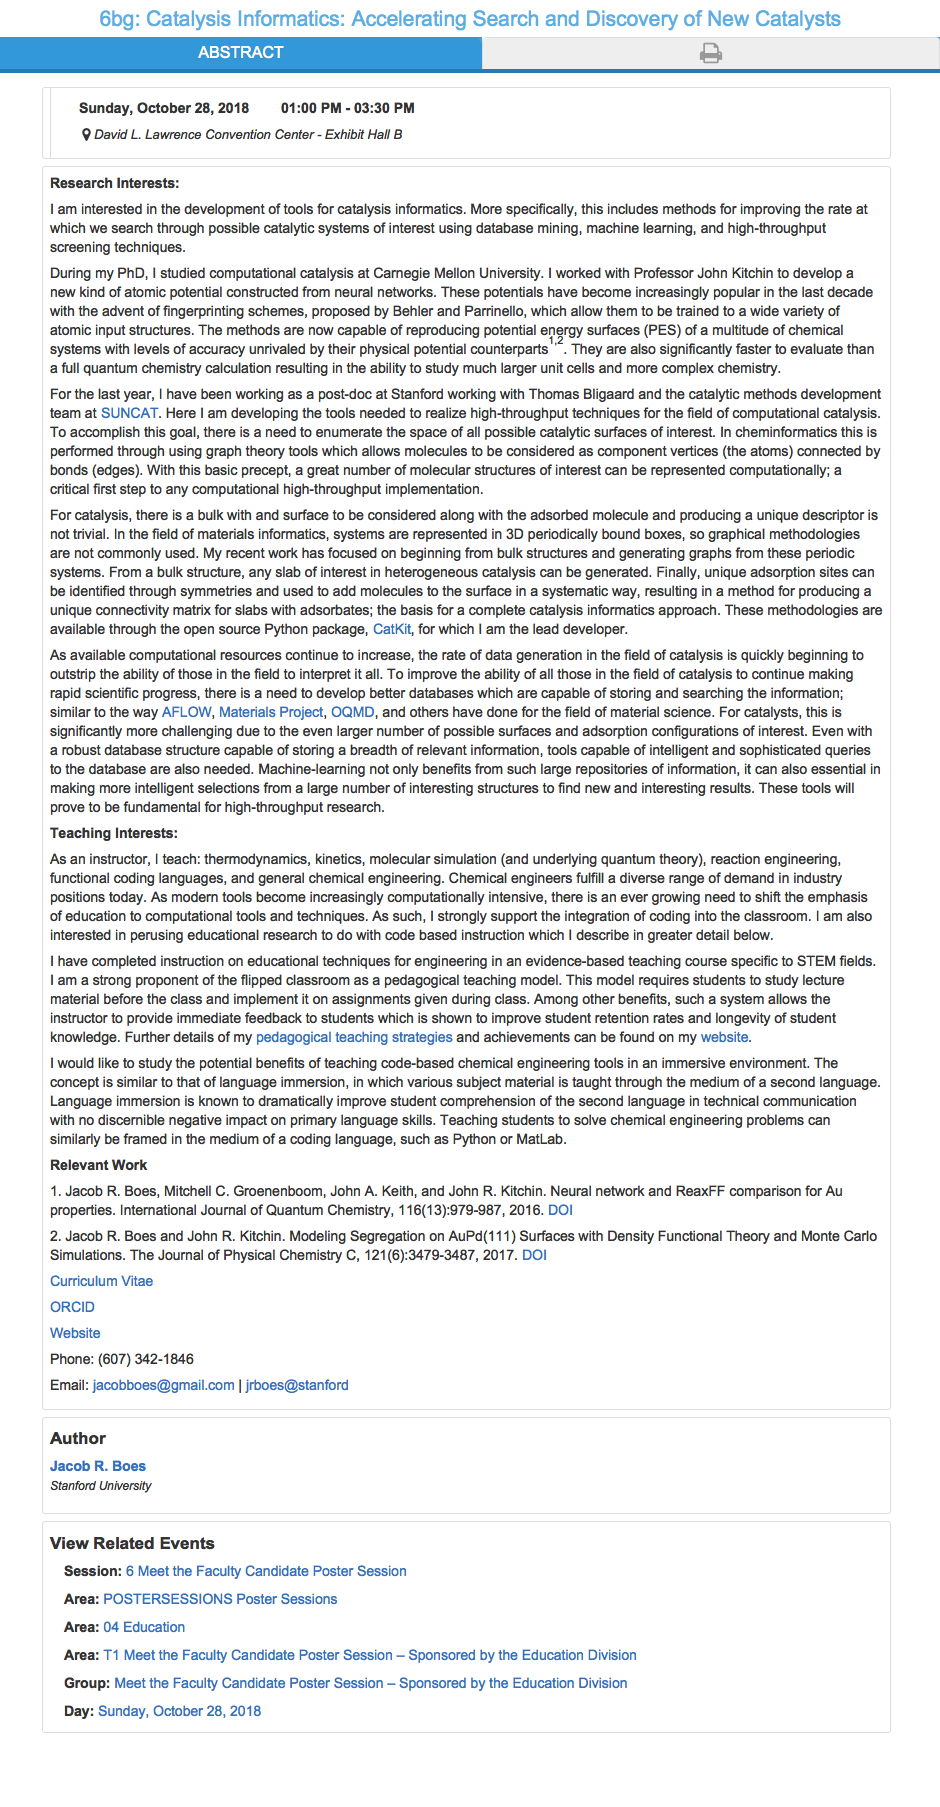 6bg: Catalysis Informatics: Accelerating Search and Discovery of New Catalysts
ABSTRACT
Sunday, October 28, 2018 01:00 PM - 03:30 PM
David L. Lawrence Convention Center - Exhibit Hall B
Research Interests:
I am interested in the development of tools for catalysis informatics. More specifically, this includes methods for improving the rate at
which we search through possible catalytic systems of interest using database mining, machine learning, and high-throughput
screening techniques.
During my PhD, I studied computational catalysis at Carnegie Mellon University. I worked with Professor John Kitchin to develop a
new kind of atomic potential constructed from neural networks. These potentials have become increasingly popular in the last decade
with the advent of fingerprinting schemes, proposed by Behler and Parrinello, which allow them to be trained to a wide variety of
atomic input structures. The methods are now capable of reproducing potential energy surfaces (PES) of a multitude of chemical
systems with levels of accuracy unrivaled by their physical potential counterparts1,2. They are also significantly faster to evaluate than
a full quantum chemistry calculation resulting in the ability to study much larger unit cells and more complex chemistry.
For the last year, I have been working as a post-doc at Stanford working with Thomas Bligaard and the catalytic methods development
team at SUNCAT. Here I am developing the tools needed to realize high-throughput techniques for the field of computational catalysis.
To accomplish this goal, there is a need to enumerate the space of all possible catalytic surfaces of interest. In cheminformatics this is
performed through using graph theory tools which allows molecules to be considered as component vertices (the atoms) connected by
bonds (edges). With this basic precept, a great number of molecular structures of interest can be represented computationally; a
critical first step to any computational high-throughput implementation.
For catalysis, there is a bulk with and surface to be considered along with the adsorbed molecule and producing a unique descriptor is
not trivial. In the field of materials informatics, systems are represented in 3D periodically bound boxes, so graphical methodologies
are not commonly used. My recent work has focused on beginning from bulk structures and generating graphs from these periodic
systems. From a bulk structure, any slab of interest in heterogeneous catalysis can be generated. Finally, unique adsorption sites can
be identified through symmetries and used to add molecules to the surface in a systematic way, resulting in a method for producing a
unique connectivity matrix for slabs with adsorbates; the basis for a complete catalysis informatics approach. These methodologies are
available through the open source Python package, CatKit, for which I am the lead developer.
As available computational resources continue to increase, the rate of data generation in the field of catalysis is quickly beginning to
outstrip the ability of those in the field to interpret it all. To improve the ability of all those in the field of catalysis to continue making
rapid scientific progress, there is a need to develop better databases which are capable of storing and searching the information;
similar to the way AFLOW, Materials Project, OQMD, and others have done for the field of material science. For catalysts, this is
significantly more challenging due to the even larger number of possible surfaces and adsorption configurations of interest. Even with
a robust database structure capable of storing a breadth of relevant information, tools capable of intelligent and sophisticated queries
to the database are also needed. Machine-learning not only benefits from such large repositories of information, it can also essential in
making more intelligent selections from a large number of interesting structures to find new and interesting results. These tools will
prove to be fundamental for high-throughput research.
Teaching Interests:
As an instructor, I teach: thermodynamics, kinetics, molecular simulation (and underlying quantum theory), reaction engineering,
functional coding languages, and general chemical engineering. Chemical engineers fulfill a diverse range of demand in industry
positions today. As modern tools become increasingly computationally intensive, there is an ever growing need to shift the emphasis
of education to computational tools and techniques. As such, I strongly support the integration of coding into the classroom. I am also
interested in perusing educational research to do with code based instruction which I describe in greater detail below.
I have completed instruction on educational techniques for engineering in an evidence-based teaching course specific to STEM fields.
I am a strong proponent of the flipped classroom as a pedagogical teaching model. This model requires students to study lecture
material before the class and implement it on assignments given during class. Among other benefits, such a system allows the
instructor to provide immediate feedback to students which is shown to improve student retention rates and longevity of student
knowledge. Further details of my pedagogical teaching strategies and achievements can be found on my website.
I would like to study the potential benefits of teaching code-based chemical engineering tools in an immersive environment. The
concept is similar to that of language immersion, in which various subject material is taught through the medium of a second language.
Language immersion is known to dramatically improve student comprehension of the second language in technical communication
with no discernible negative impact on primary language skills. Teaching students to solve chemical engineering problems can
similarly be framed in the medium of a coding language, such as Python or MatLab.
Relevant Work
1. Jacob R. Boes, Mitchell C. Groenenboom, John A. Keith, and John R. Kitchin. Neural network and ReaxFF comparison for Au
properties. International Journal of Quantum Chemistry, 116(13):979-987, 2016. DOI
2. Jacob R. Boes and John R. Kitchin. Modeling Segregation on AuPd(111) Surfaces with Density Functional Theory and Monte Carlo
Simulations. The Journal of Physical Chemistry C, 121(6):3479-3487, 2017. DOI
Curriculum Vitae
ORCID
Website
Phone: (607) 342-1846
Email: jacobboes@gmail.com | jrboes@stanford
Author
Jacob R. Boes
Stanford University
View Related Events
Session: 6 Meet the Faculty Candidate Poster Session
Area: POSTERSESSIONS Poster Sessions
Area: 04 Education
Area: T1 Meet the Faculty Candidate Poster Session – Sponsored by the Education Division
Group: Meet the Faculty Candidate Poster Session – Sponsored by the Education Division
Day: Sunday, October 28, 2018